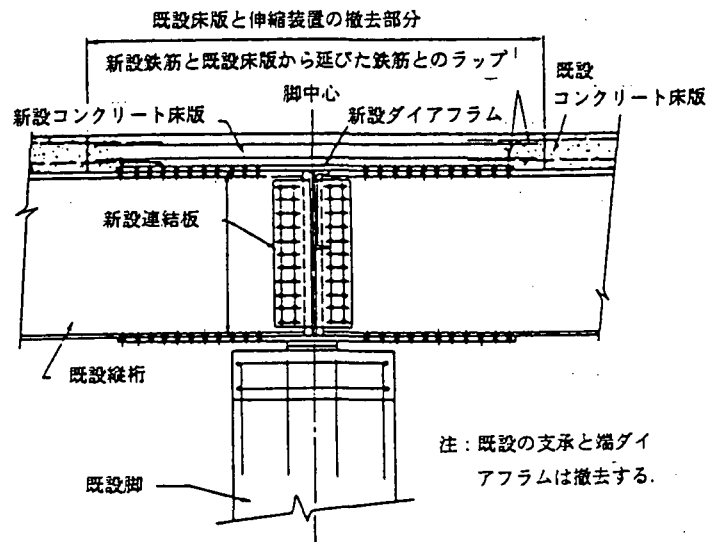 既設床版と伸縮装置の撤去部分
新設鉄筋と既設床版から延びた鉄筋とのラップ
既設
コンクリート床版
脚中心
新設コンクリート床版
新設ダイアフラム
新設連結板
既設縦桁
既設脚
注：既設の支承と端ダイ
アフラムは撤去する.